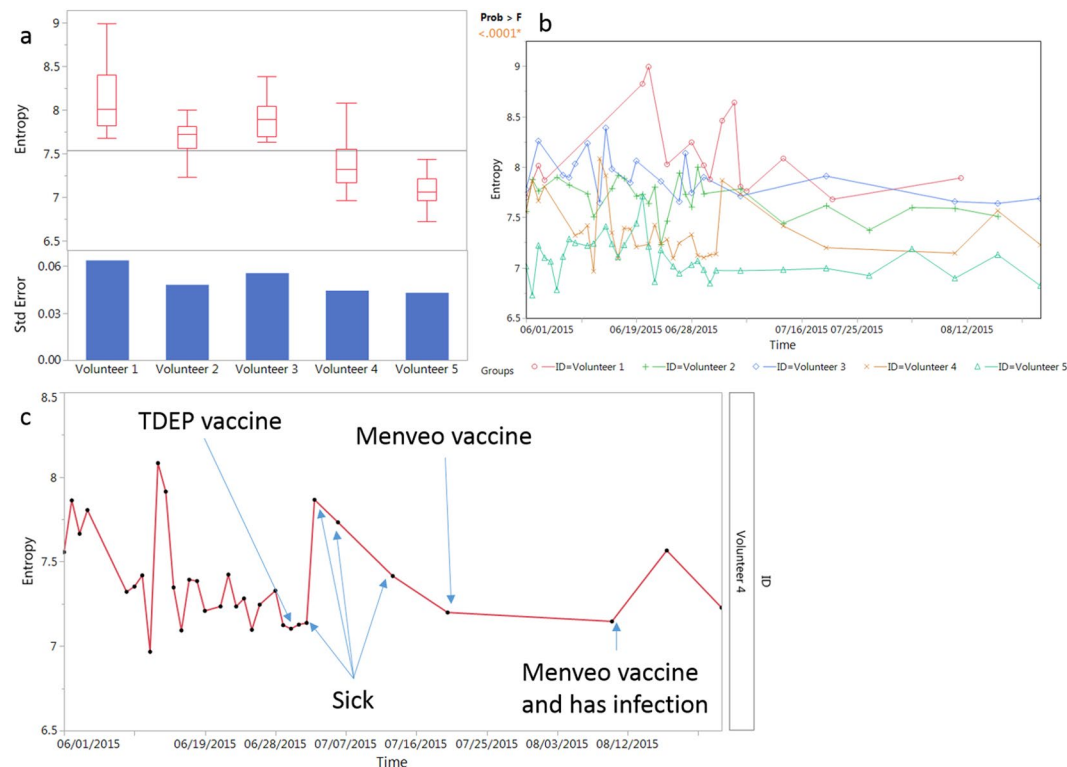 a
Prob > F
<.0001*
b
9
8.5
8
7.5
7
6.5
Entropy
0.06
0.03
0.00
Std Error
Volunteer 1 Volunteer 2 Volunteer 3 Volunteer 4 Volunteer 5
9
8.5
8
7.5
7
6.5
Entropy
06/01/2015 06/19/2015 06/28/2015 07/16/2015 07/25/2015 08/12/2015
Time
Groups ID=Volunteer 1 ID=Volunteer 2 ID=Volunteer 3 ID=Volunteer 4 ID=Volunteer 5
c
8.5
8
7.5
7
6.5
Entropy
TDEP vaccine
Menveo vaccine
Sick
Menveo vaccine
and has infection
Volunteer 4
ID
06/01/2015 06/19/2015 06/28/2015 07/07/2015 07/16/2015 07/25/2015 08/03/2015 08/12/2015
Time